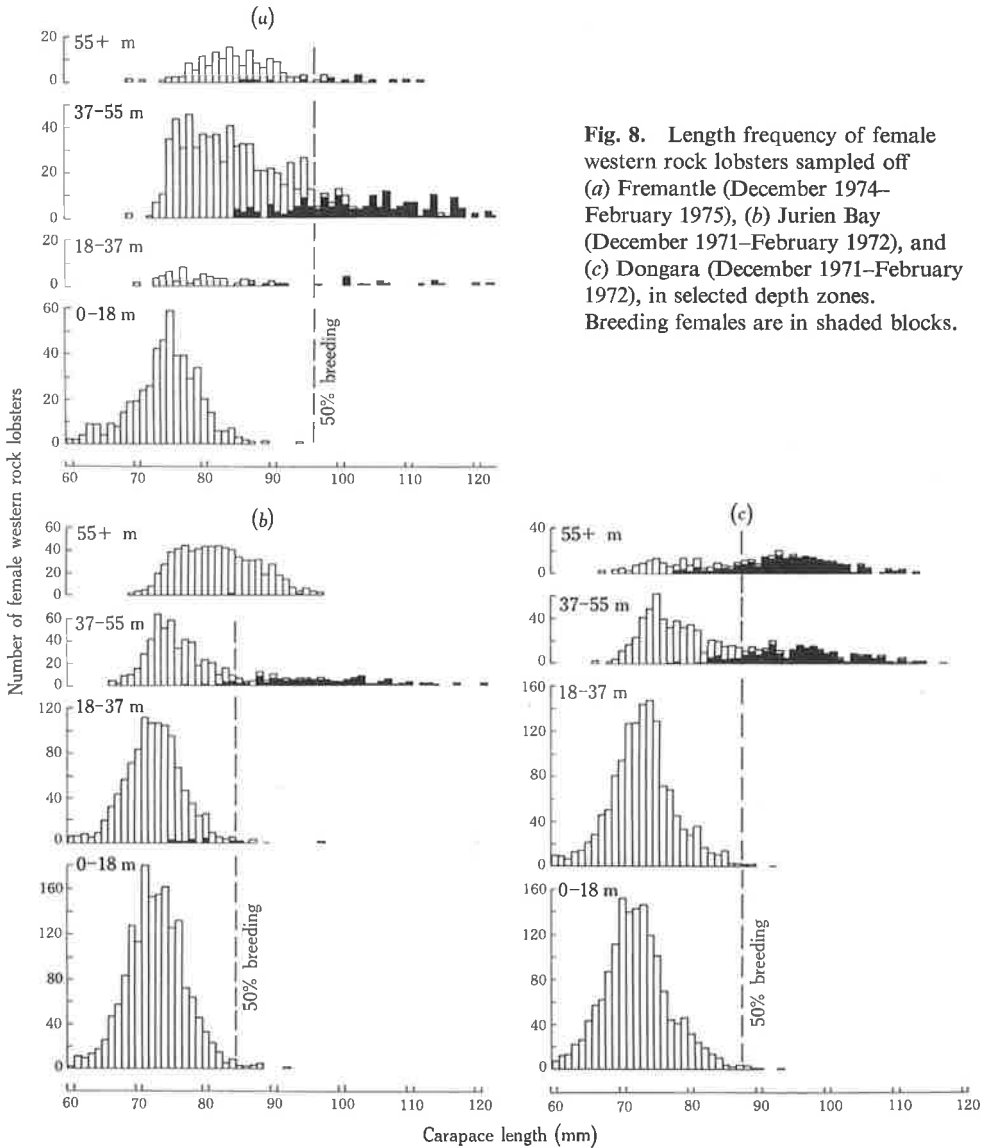 (a)
20
55+ m
0
37–55 m
40
20
0
20
18–37 m
0
60
0–18 m
40
20
0
50% breeding
60 70 80 90 100 110
Fig. 8. Length frequency of female
western rock lobsters sampled off
(a) Fremantle (December 1974–
February 1975), (b) Jurien Bay
(December 1971–February 1972), and
(c) Dongara (December 1971–February
1972), in selected depth zones.
Breeding females are in shaded blocks.
Number of female western rock lobsters
(b)
60
55+ m
40
20
0
60
37–55 m
40
20
0
120
18–37 m
80
40
0
0–18 m
160
120
80
40
0
50% breeding
60 70 80 90 100 110 120
(c)
40
55+ m
0
60
37–55 m
40
0
160
18–37 m
120
80
40
0
160
0–18 m
120
80
40
0
50% breeding
60 70 80 90 100 110 120
Carapace length (mm)